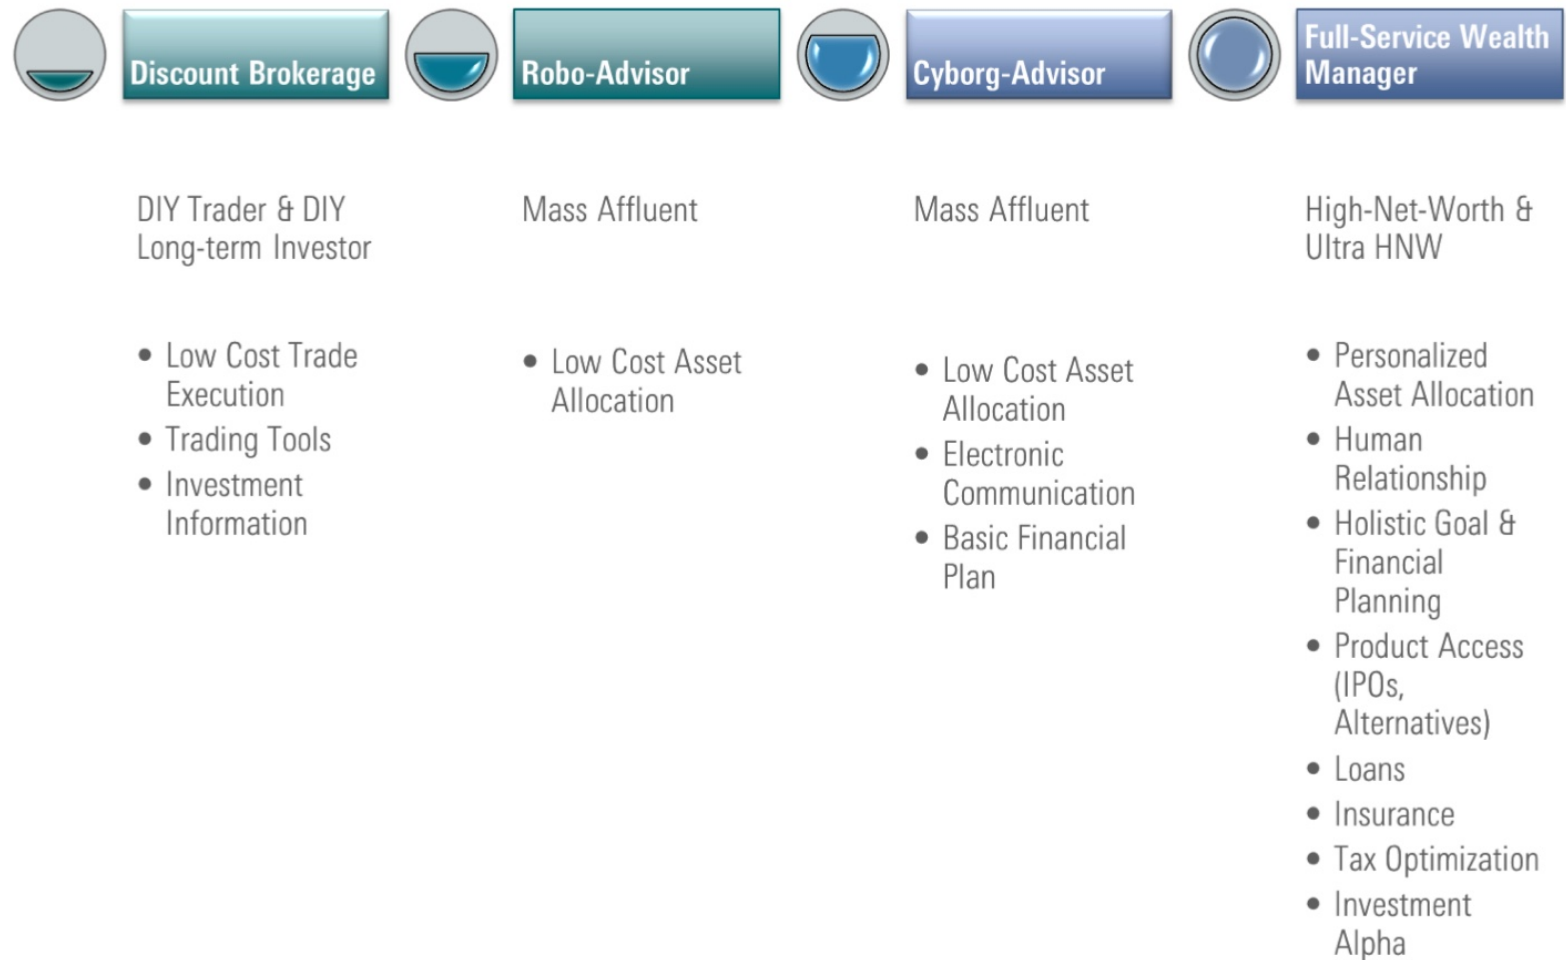 Discount Brokerage
Robo-Advisor
Cyborg-Advisor
Full-Service Wealth
Manager
DIY Trader & DIY
Long-term Investor
Mass Affluent
Mass Affluent
High-Net-Worth &
Ultra HNW
• Low Cost Trade
Execution
• Trading Tools
• Investment
Information
• Low Cost Asset
Allocation
• Low Cost Asset
Allocation
• Electronic
Communication
• Basic Financial
Plan
• Personalized
Asset Allocation
• Human
Relationship
• Holistic Goal &
Financial
Planning
• Product Access
(IPOs,
Alternatives)
• Loans
• Insurance
• Tax Optimization
• Investment
Alpha